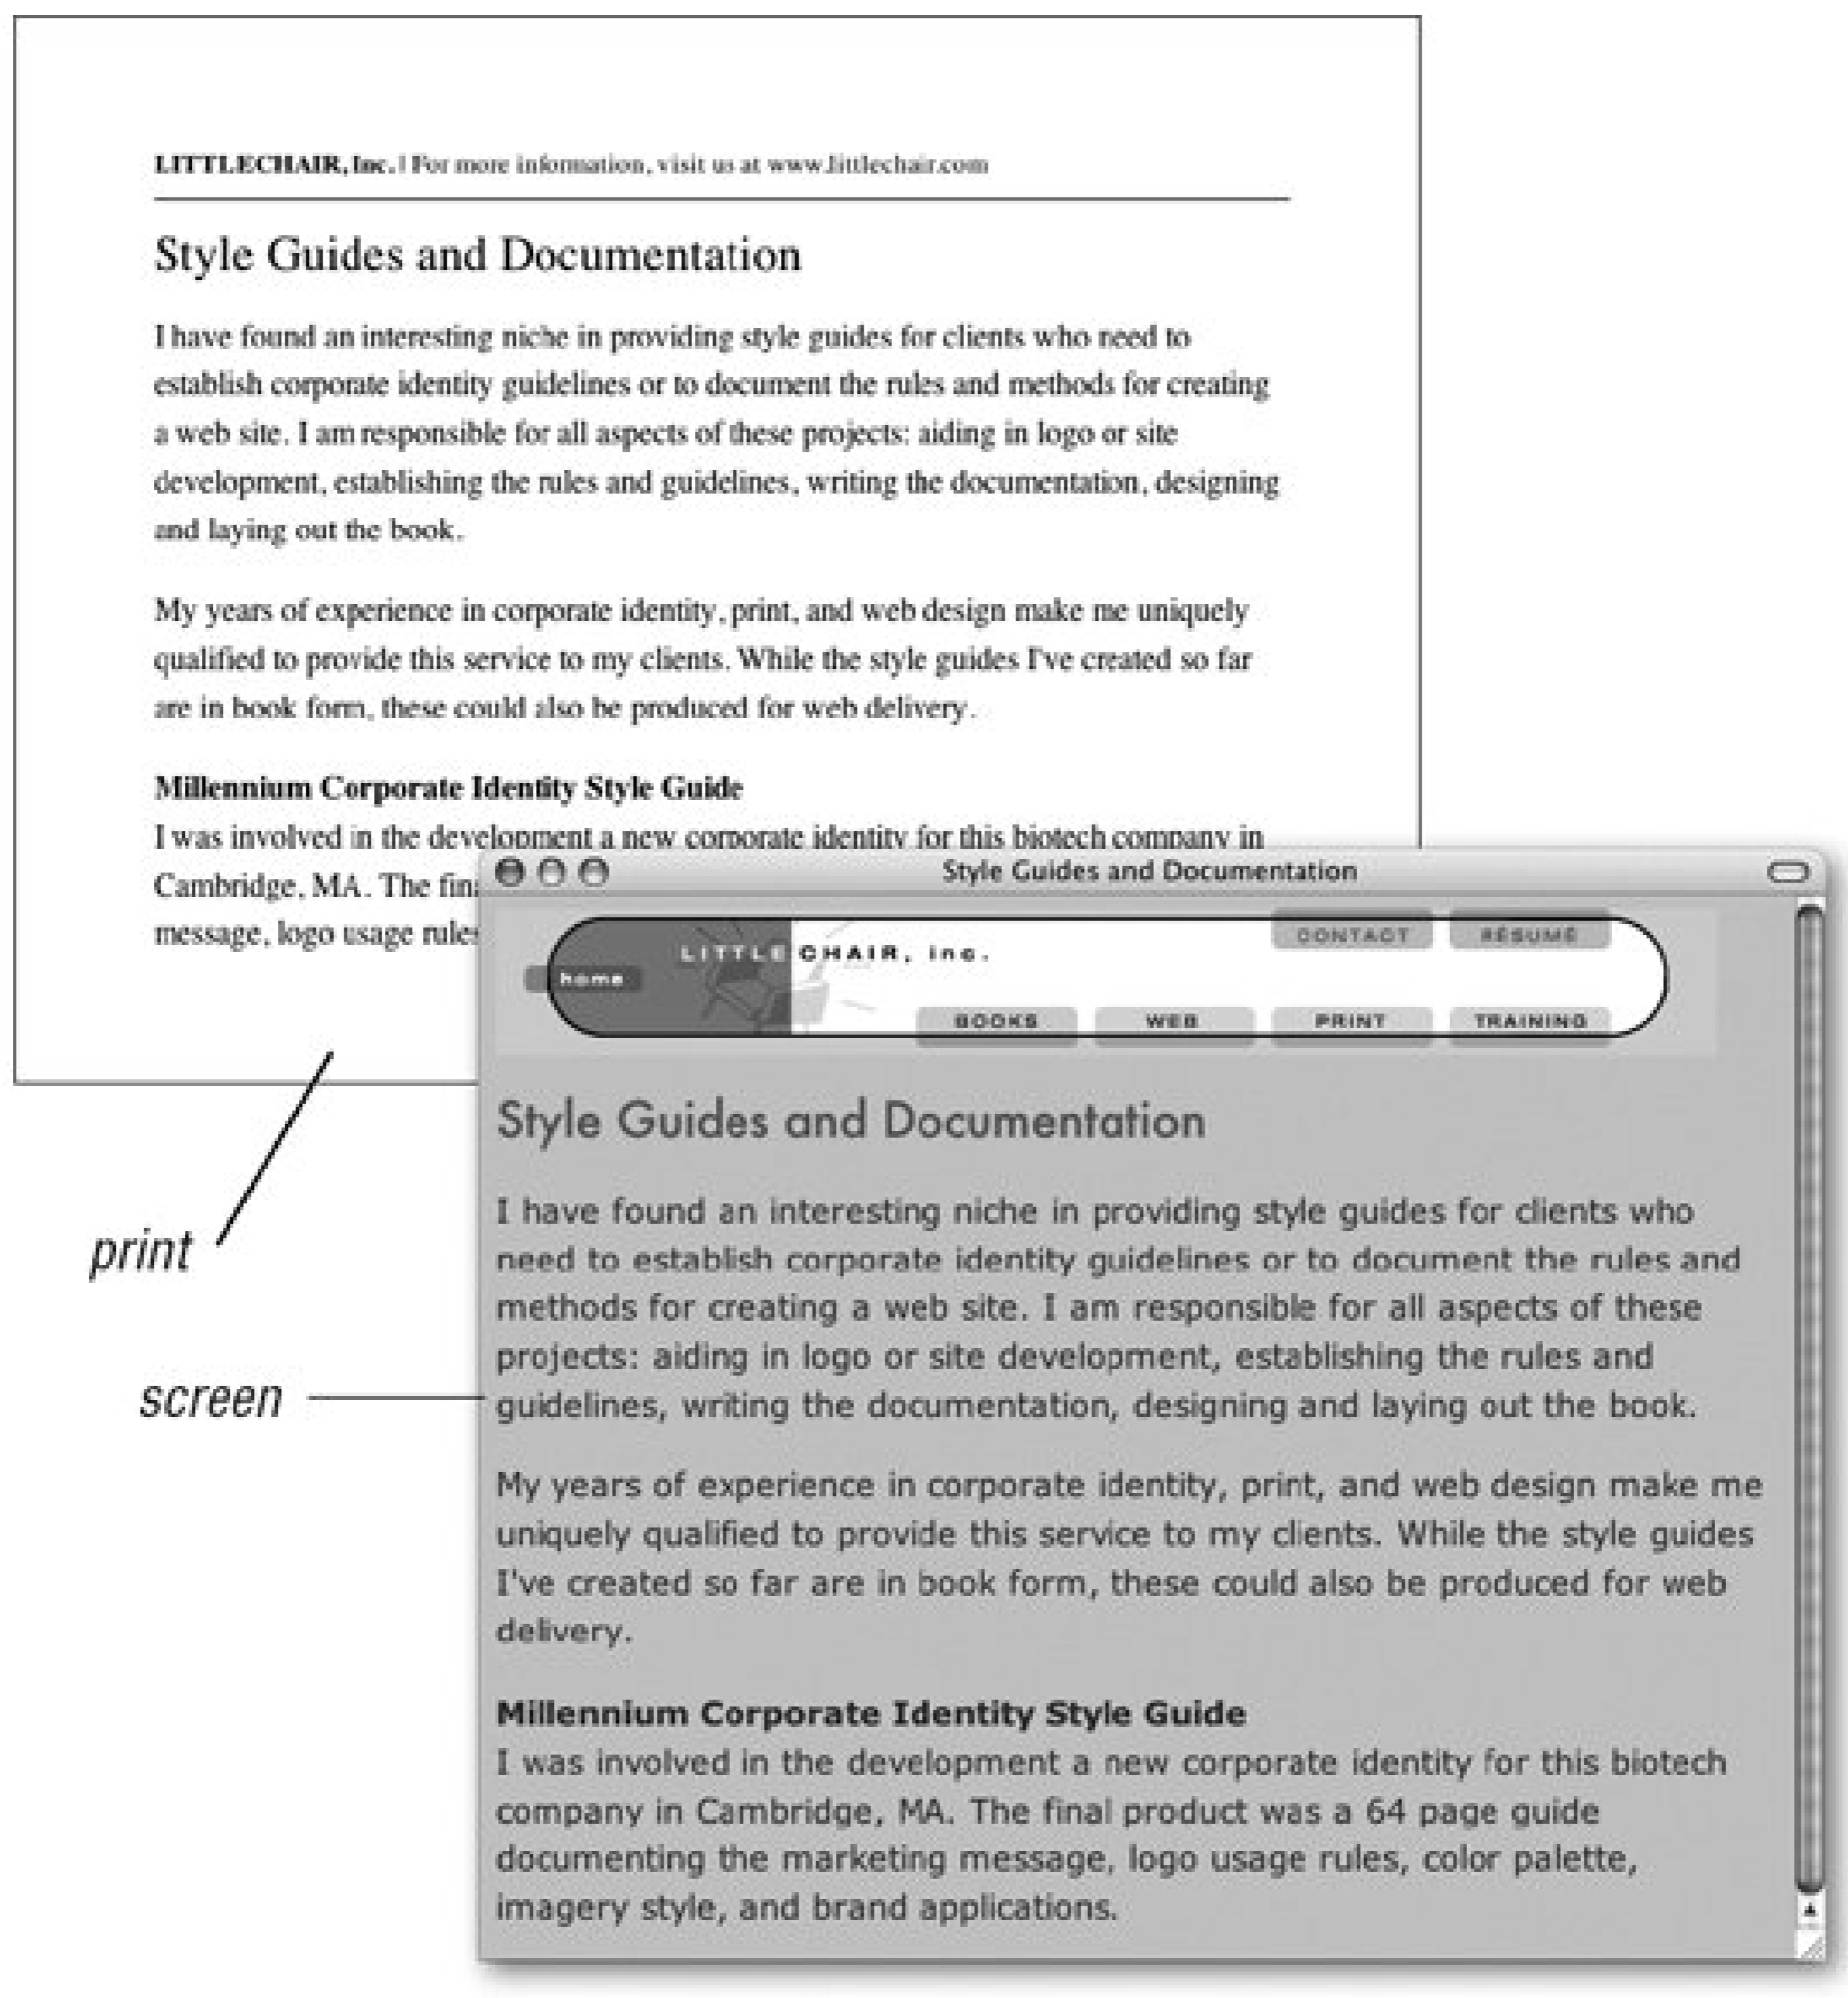 LITTLECHAIR, Inc. | For more information, visit us at www.littlechair.com
Style Guides and Documentation
I have found an interesting niche in providing style guides for clients who need to
establish corporate identity guidelines or to document the rules and methods for creating
a web site. I am responsible for all aspects of these projects: aiding in logo or site
development, establishing the rules and guidelines, writing the documentation, designing
and laying out the book.
My years of experience in corporate identity, print, and web design make me uniquely
qualified to provide this service to my clients. While the style guides I've created so far
are in book form, these could also be produced for web delivery.
Millennium Corporate Identity Style Guide
I was involved in the development a new corporate identity for this biotech company in
Cambridge, MA. The
message, logo usage rules
print
screen
Style Guides and Documentation
CONTACT RÉSUMÉ
LITTLE CHAIR, inc.
home
BOOKS WEB PRINT TRAINING
Style Guides and Documentation
I have found an interesting niche in providing style guides for clients who
need to establish corporate identity guidelines or to document the rules and
methods for creating a web site. I am responsible for all aspects of these
projects: aiding in logo or site development, establishing the rules and
guidelines, writing the documentation, designing and laying out the book.
My years of experience in corporate identity, print, and web design make me
uniquely qualified to provide this service to my clients. While the style guides
I've created so far are in book form, these could also be produced for web
delivery.
Millennium Corporate Identity Style Guide
I was involved in the development a new corporate identity for this biotech
company in Cambridge, MA. The final product was a 64 page guide
documenting the marketing message, logo usage rules, color palette,
imagery style, and brand applications.